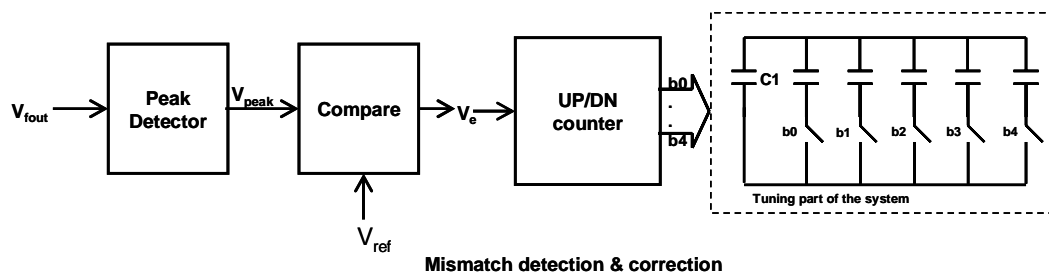 V_fout
Peak
Detector
V_peak
Compare
V_ref
V_e
UP/DN
counter
b0
.
.
b4
C1
b0
b1
b2
b3
b4
Tuning part of the system
Mismatch detection & correction